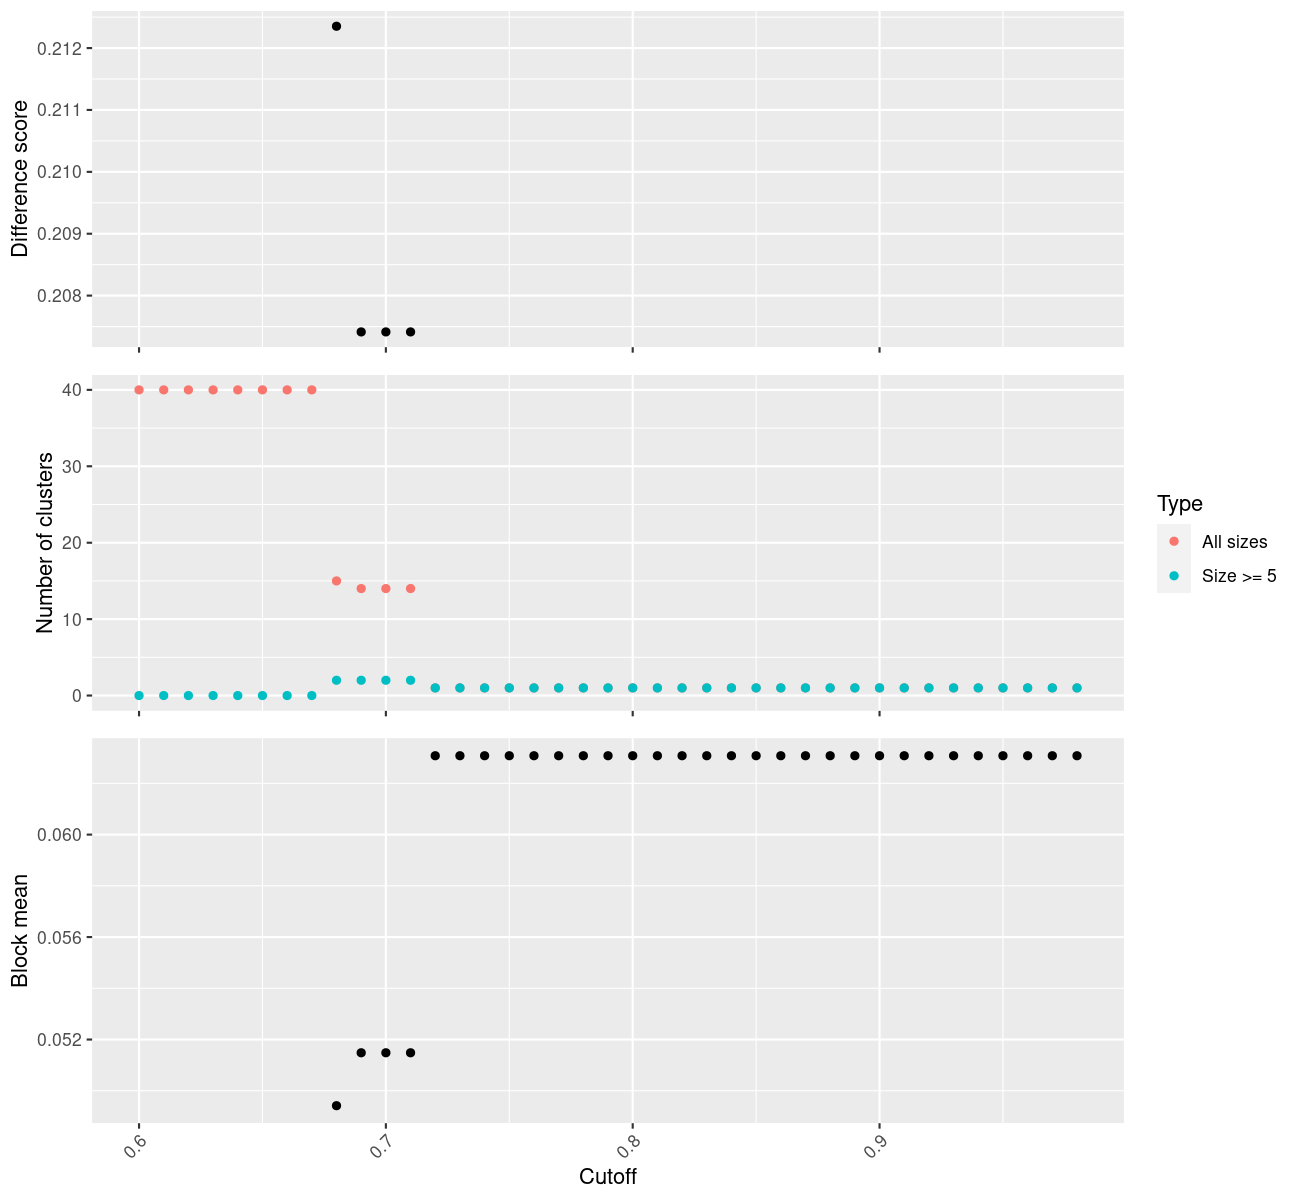 Difference score
0.212
0.211
0.210
0.209
0.208
Number of clusters
40
30
20
10
0
Type
All sizes
Size >= 5
Block mean
0.060
0.056
0.052
0.6
0.7
0.8
0.9
Cutoff